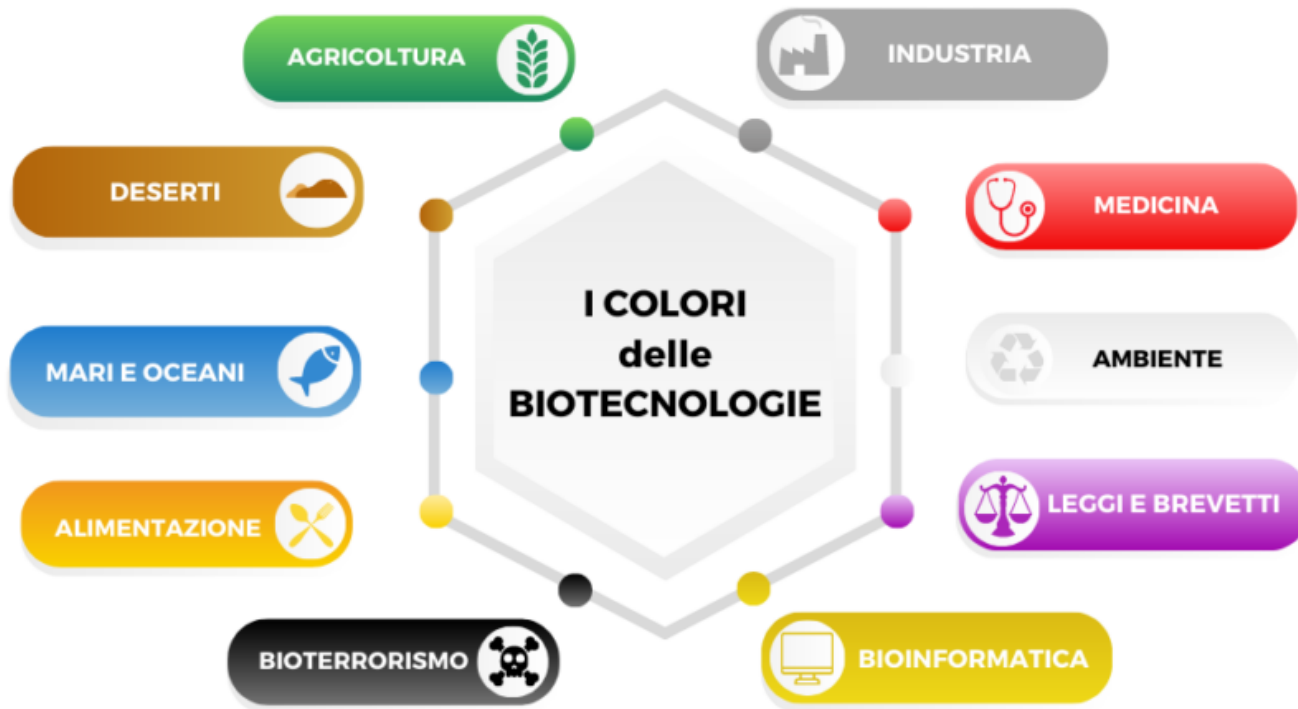 AGRICOLTURA
INDUSTRIA
DESERTI
MEDICINA
I COLORI
delle
BIOTECNOLOGIE
MARI E OCEANI
AMBIENTE
ALIMENTAZIONE
LEGGI E BREVETTI
BIOTERRORISMO
BIOINFORMATICA